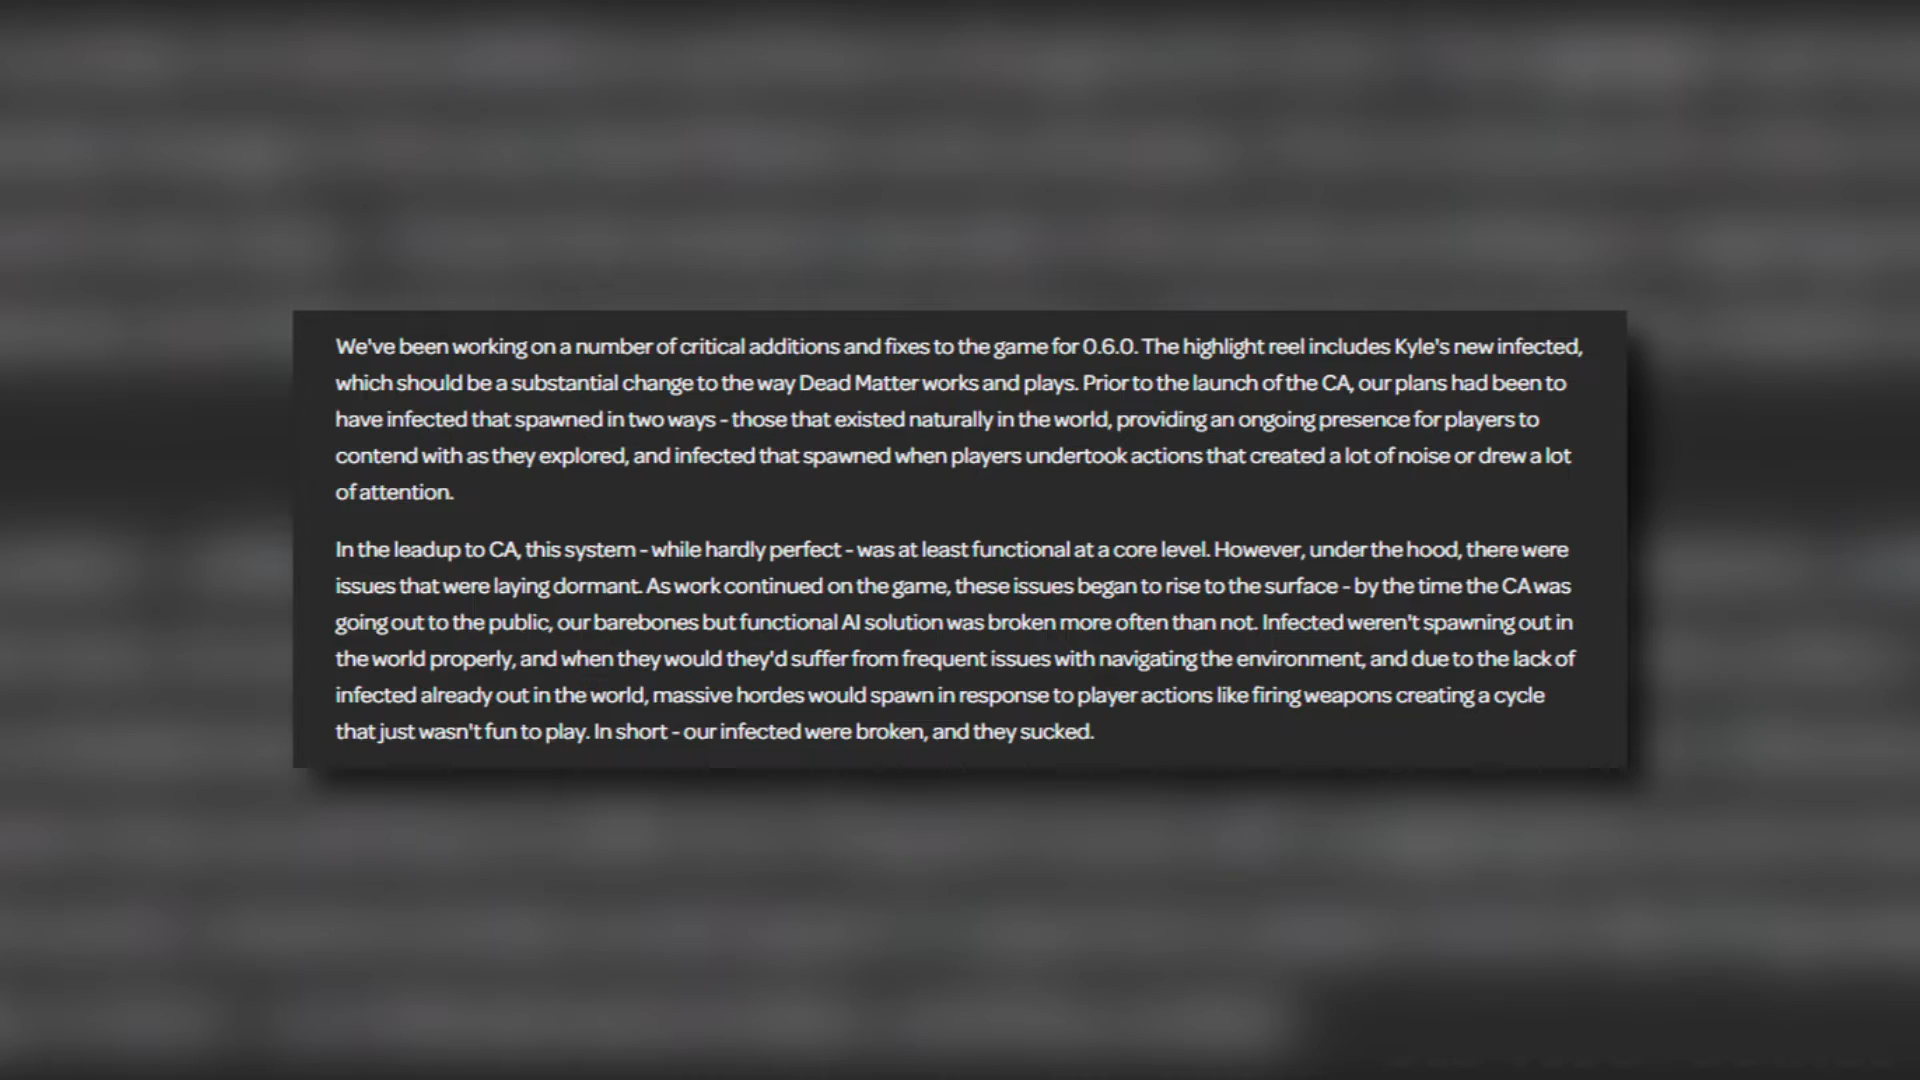 We've been working on a number of critical additions and fixes to the game for 0.6.0. The highlight reel includes Kyle's new infected,
which should be a substantial change to the way Dead Matter works and plays. Prior to the launch of the CA, our plans had been to
have infected that spawned in two ways - those that existed naturally in the world, providing an ongoing presence for players to
contend with as they explored, and infected that spawned when players undertook actions that created a lot of noise or drew a lot
of attention.
In the leadup to CA, this system - while hardly perfect - was at least functional at a core level. However, under the hood, there were
issues that were laying dormant. As work continued on the game, these issues began to rise to the surface - by the time the CA was
going out to the public, our barebones but functional AI solution was broken more often than not. Infected weren't spawning out in
the world properly, and when they would they'd suffer from frequent issues with navigating the environment, and due to the lack of
infected already out in the world, massive hordes would spawn in response to player actions like firing weapons creating a cycle
that just wasn't fun to play. In short - our infected were broken, and they sucked.